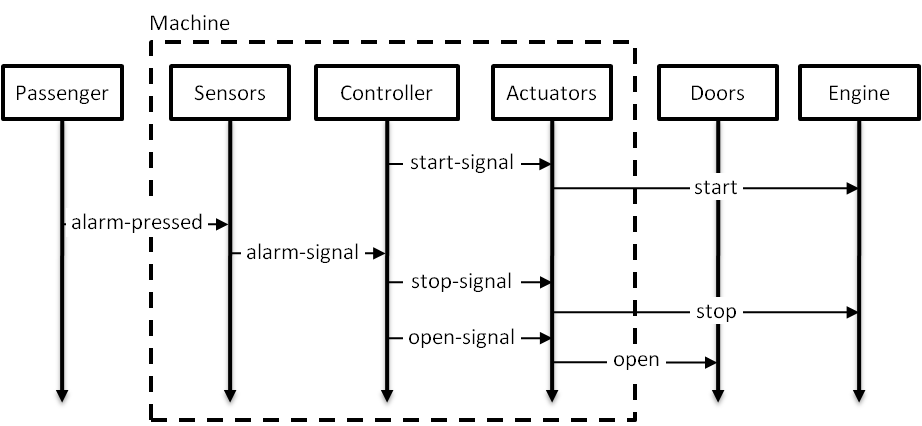 Machine
Passenger
Sensors
Controller
Actuators
Doors
Engine
start-signal
start
alarm-pressed
alarm-signal
stop-signal
stop
open-signal
open